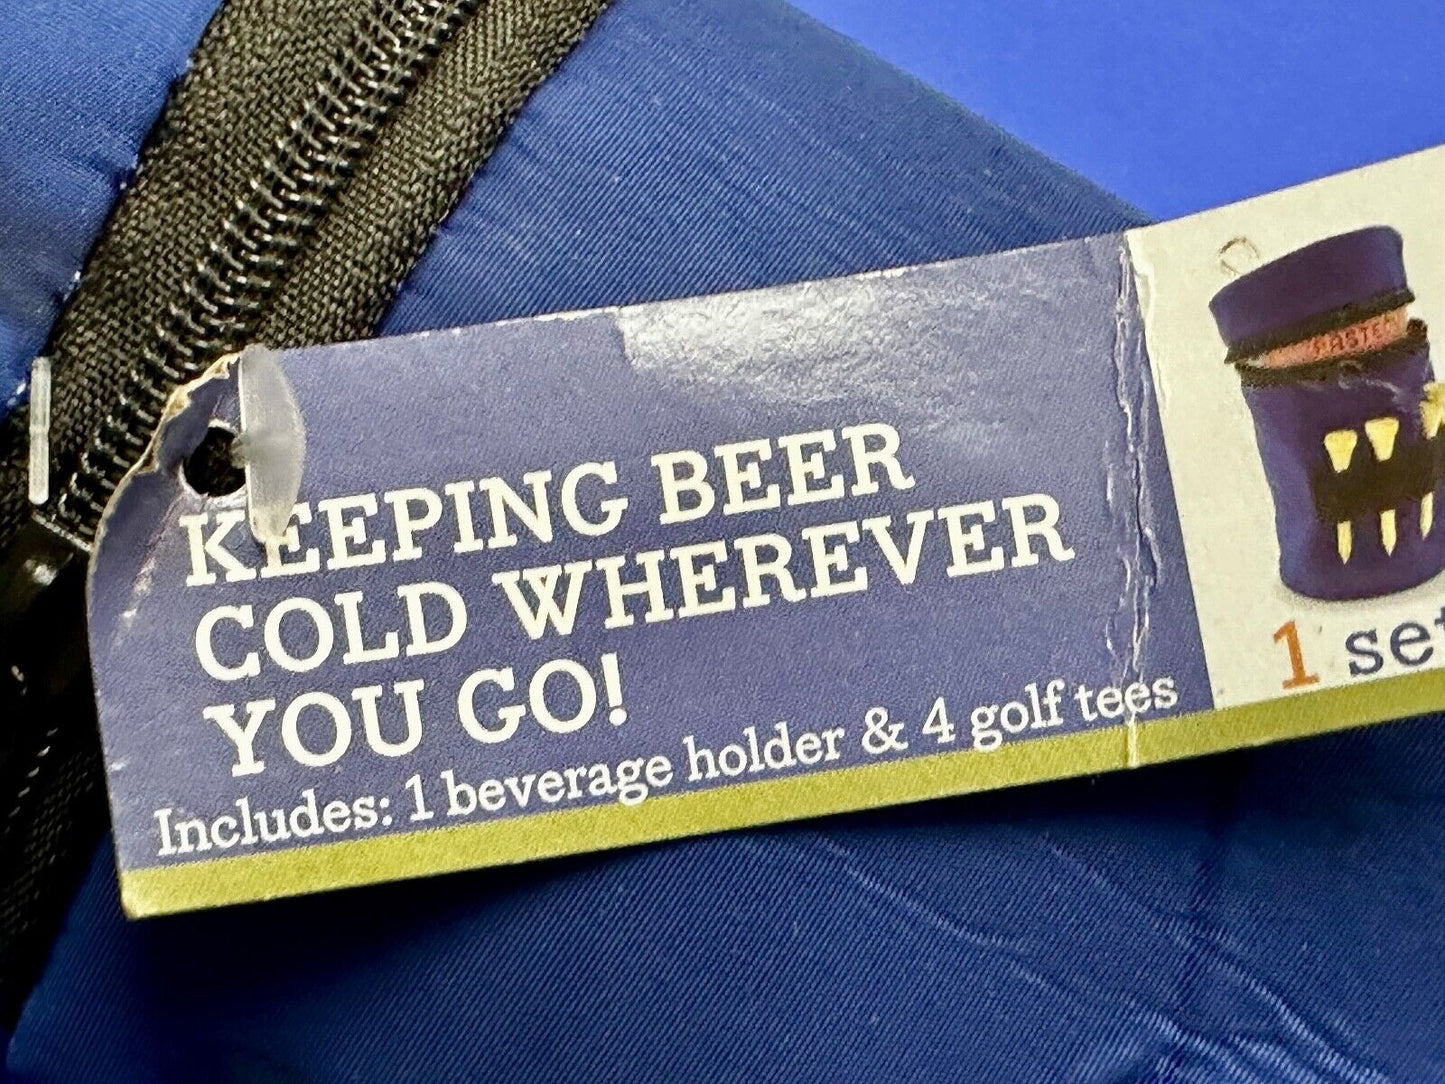 KEEPING BEER
COLD WHEREVER
YOU GO!
Includes: 1 beverage holder & 4 golf tees
1 set